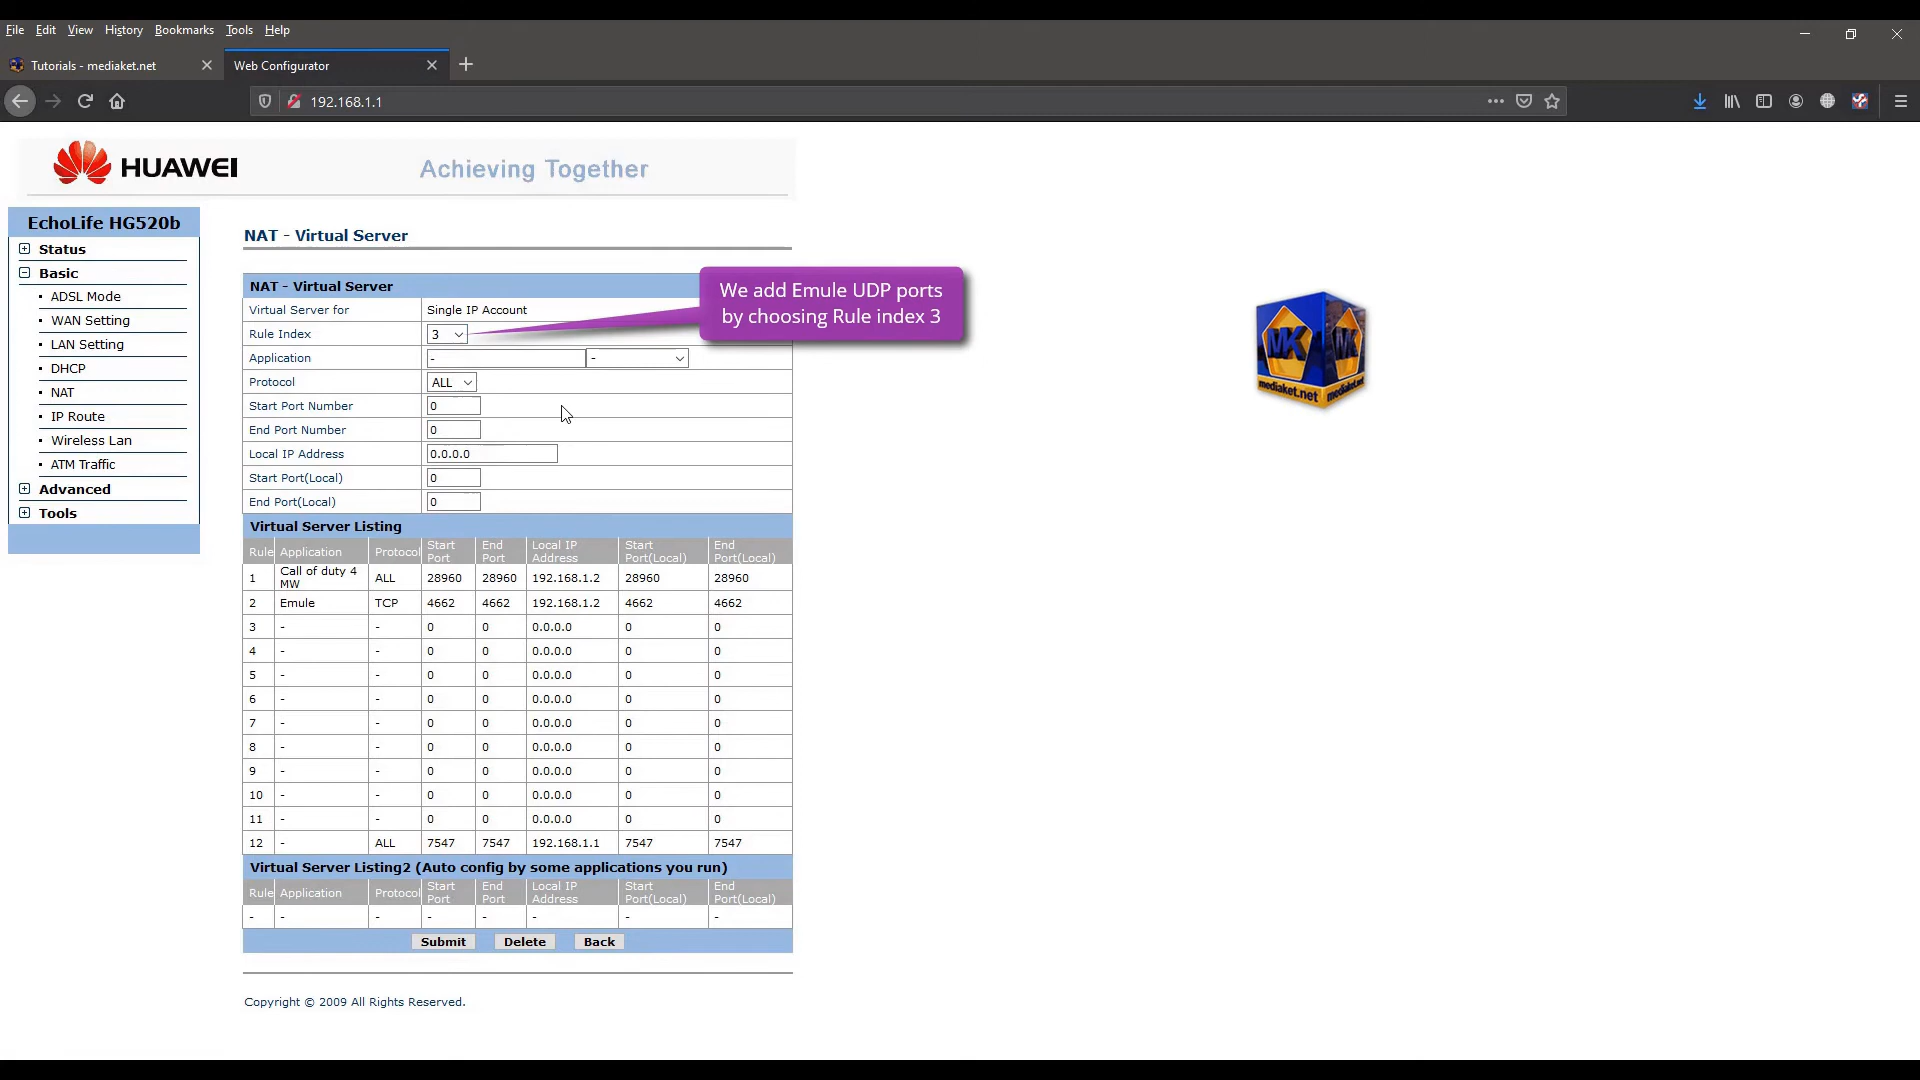 File Edit View History Bookmarks Tools Help
Tutorials - mediaket.net
Web Configurator
192.168.1.1
HUAWEI
Achieving Together
EchoLife HG520b
Status
Basic
ADSL Mode
WAN Setting
LAN Setting
DHCP
NAT
IP Route
Wireless Lan
ATM Traffic
Advanced
Tools
NAT - Virtual Server
NAT - Virtual Server
Virtual Server for Single IP Account
Rule Index 3
Application - -
Protocol ALL
Start Port Number 0
End Port Number 0
Local IP Address 0.0.0.0
Start Port(Local) 0
End Port(Local) 0
We add Emule UDP ports
by choosing Rule index 3
MK MK
mediaket.net mediaket.net
Virtual Server Listing
Rule Application Protocol Start Port End Port Local IP Address Start Port(Local) End Port(Local)
1 Call of duty 4 MW ALL 28960 28960 192.168.1.2 28960 28960
2 Emule TCP 4662 4662 192.168.1.2 4662 4662
3 - - 0 0 0.0.0.0 0 0
4 - - 0 0 0.0.0.0 0 0
5 - - 0 0 0.0.0.0 0 0
6 - - 0 0 0.0.0.0 0 0
7 - - 0 0 0.0.0.0 0 0
8 - - 0 0 0.0.0.0 0 0
9 - - 0 0 0.0.0.0 0 0
10 - - 0 0 0.0.0.0 0 0
11 - - 0 0 0.0.0.0 0 0
12 - ALL 7547 7547 192.168.1.1 7547 7547
Virtual Server Listing2 (Auto config by some applications you run)
Rule Application Protocol Start Port End Port Local IP Address Start Port(Local) End Port(Local)
- - - - - - - -
Submit Delete Back
Copyright © 2009 All Rights Reserved.